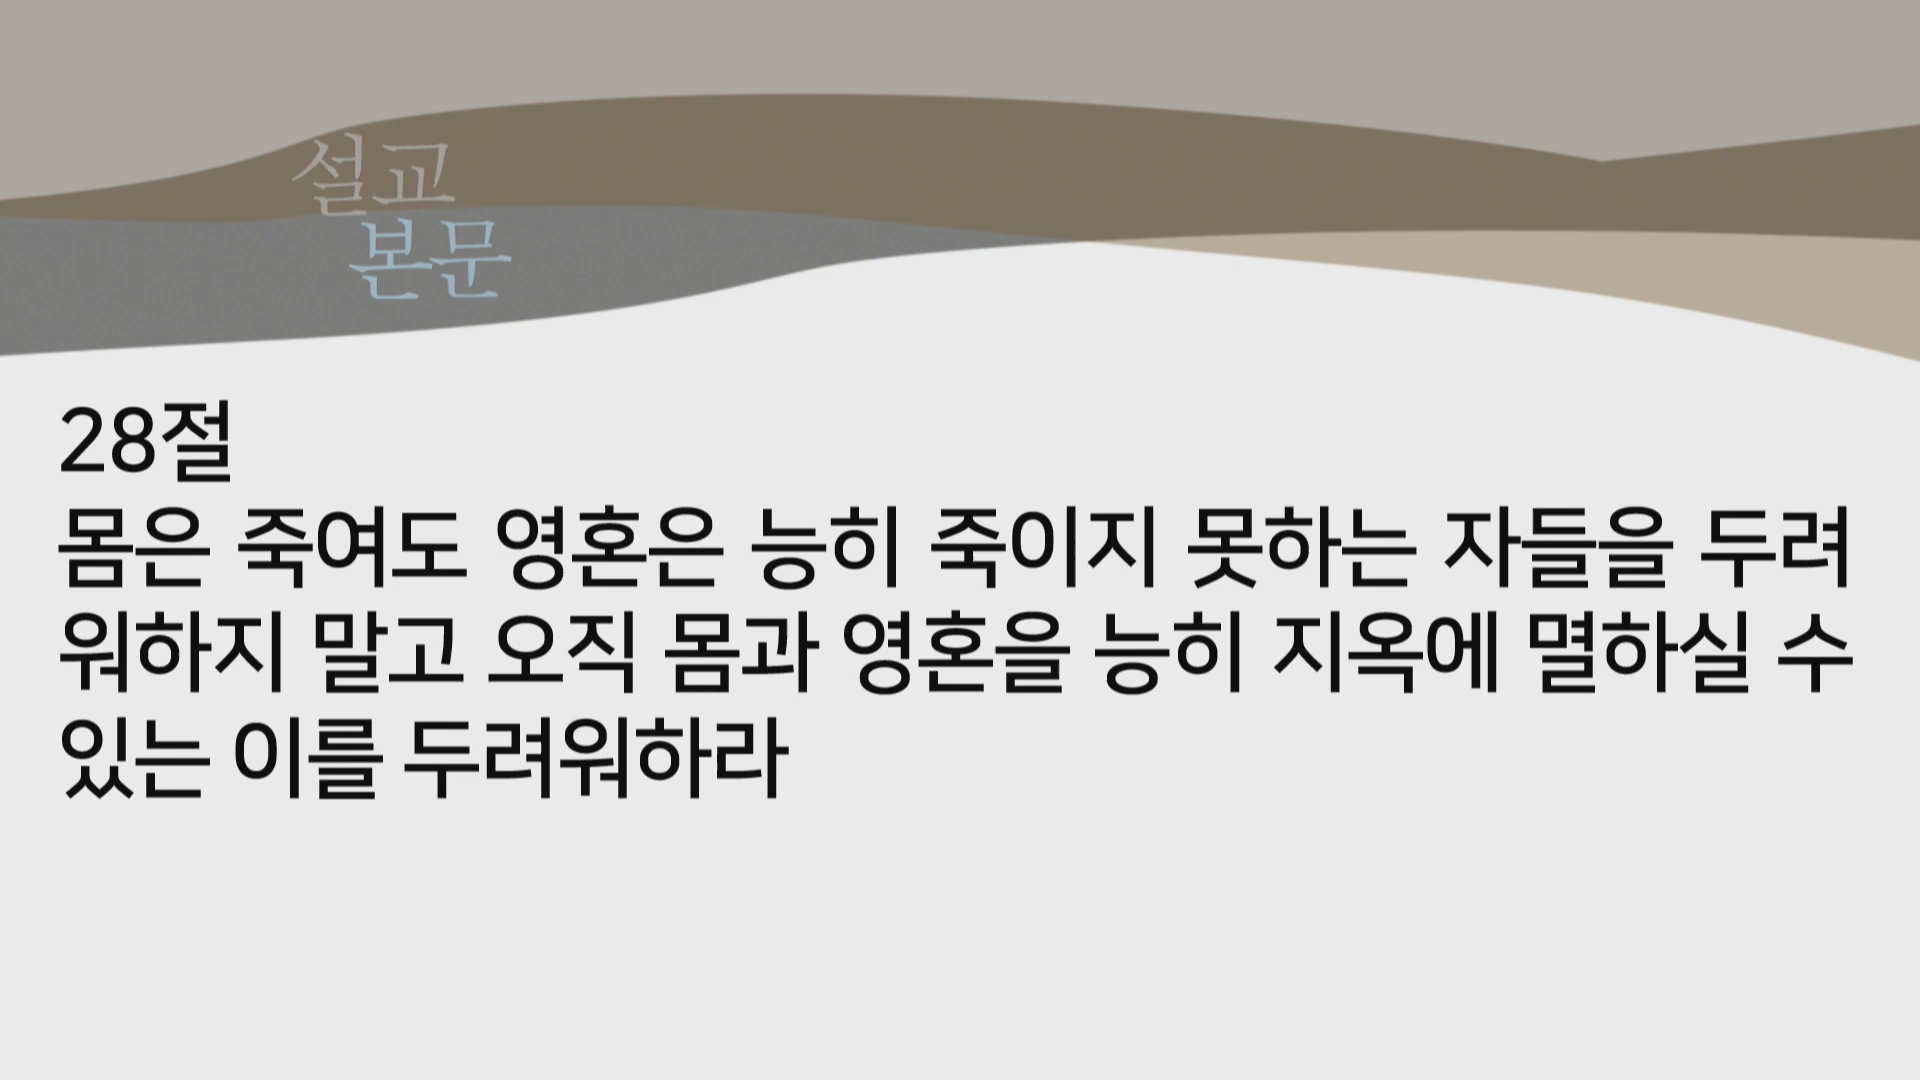 설교
본문
28절
몸은 죽여도 영혼은 능히 죽이지 못하는 자들을 두려
워하지 말고 오직 몸과 영혼을 능히 지옥에 멸하실 수
있는 이를 두려워하라